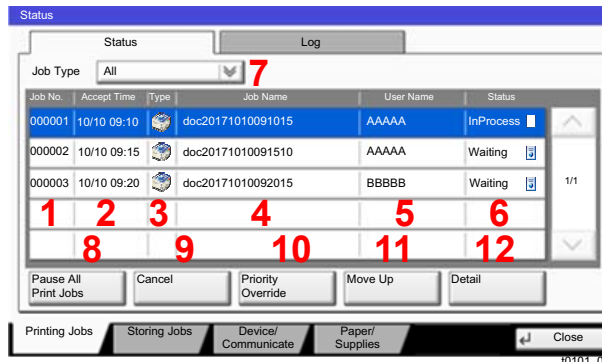 Status
Status Log
Job Type All 7
Job No. Accept Time Type Job Name User Name Status
000001 10/10 09:10 doc20171010091015 AAAAA InProcess
000002 10/10 09:15 doc20171010091510 AAAAA Waiting
000003 10/10 09:20 doc20171010092015 BBBBB Waiting 1/1
1 2 3 4 5 6
8 9 10 11 12
Pause All Print Jobs Cancel Priority Override Move Up Detail
Printing Jobs Storing Jobs Device/ Communicate Paper/ Supplies Close